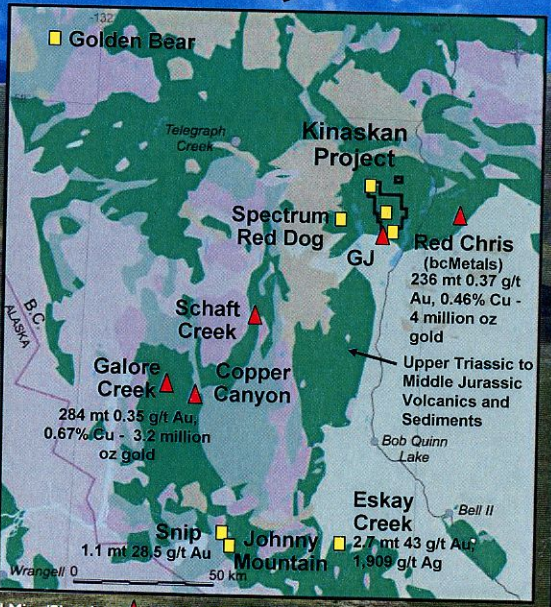 -132
Golden Bear
58°
Telegraph
Creek
Kinaskan
Project
Spectrum
Red Dog
GJ
Red Chris
(bcMetals)
236 mt 0.37 g/t
Au, 0.46% Cu -
4 million oz
gold
Schaft
Creek
B.C.
ALASKA
Galore
Creek
Copper
Canyon
284 mt 0.35 g/t Au,
0.67% Cu - 3.2 million
oz gold
Upper Triassic to
Middle Jurassic
Volcanics and
Sediments
Bob Quinn
Lake
Bell II
Eskay
Creek
2.7 mt 43 g/t Au,
1,909 g/t Ag
Snip
1.1 mt 28.5 g/t Au
Johnny
Mountain
Wrangell
0
50 km